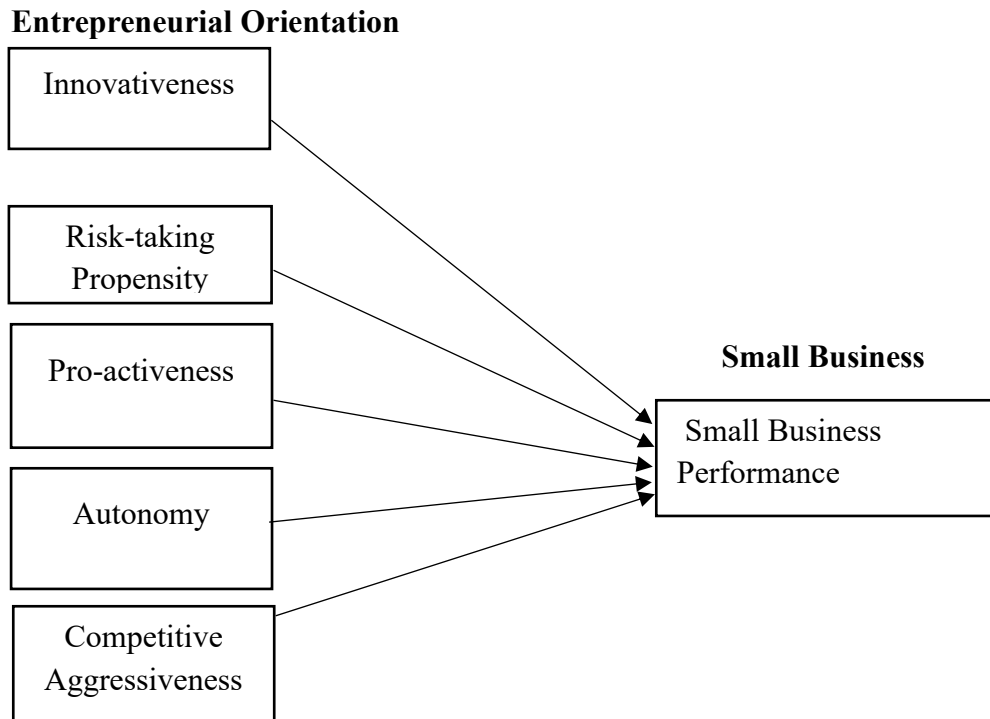 Entrepreneurial Orientation
Innovativeness
Risk-taking
Propensity
Pro-activeness
Autonomy
Competitive
Aggressiveness
Small Business
Small Business
Performance